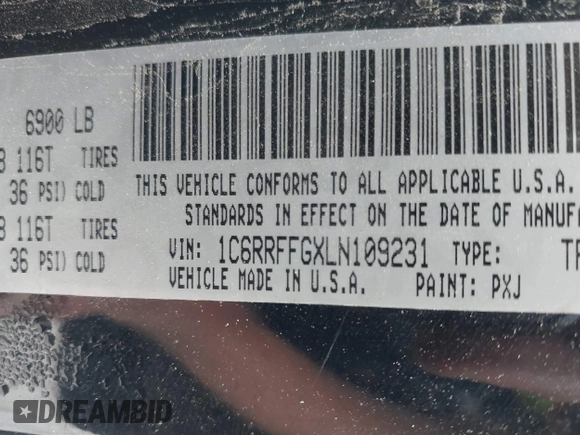 6900 LB
116T TIRES
36 PSI) COLD
116T TIRES
36 PSI) COLD
THIS VEHICLE CONFORMS TO ALL APPLICABLE U.S.A.
STANDARDS IN EFFECT ON THE DATE OF MANUFA
VIN: 1C6RRFFGXLN109231 TYPE:
VEHICLE MADE IN U.S.A. PAINT: PXJ
DREAMBID